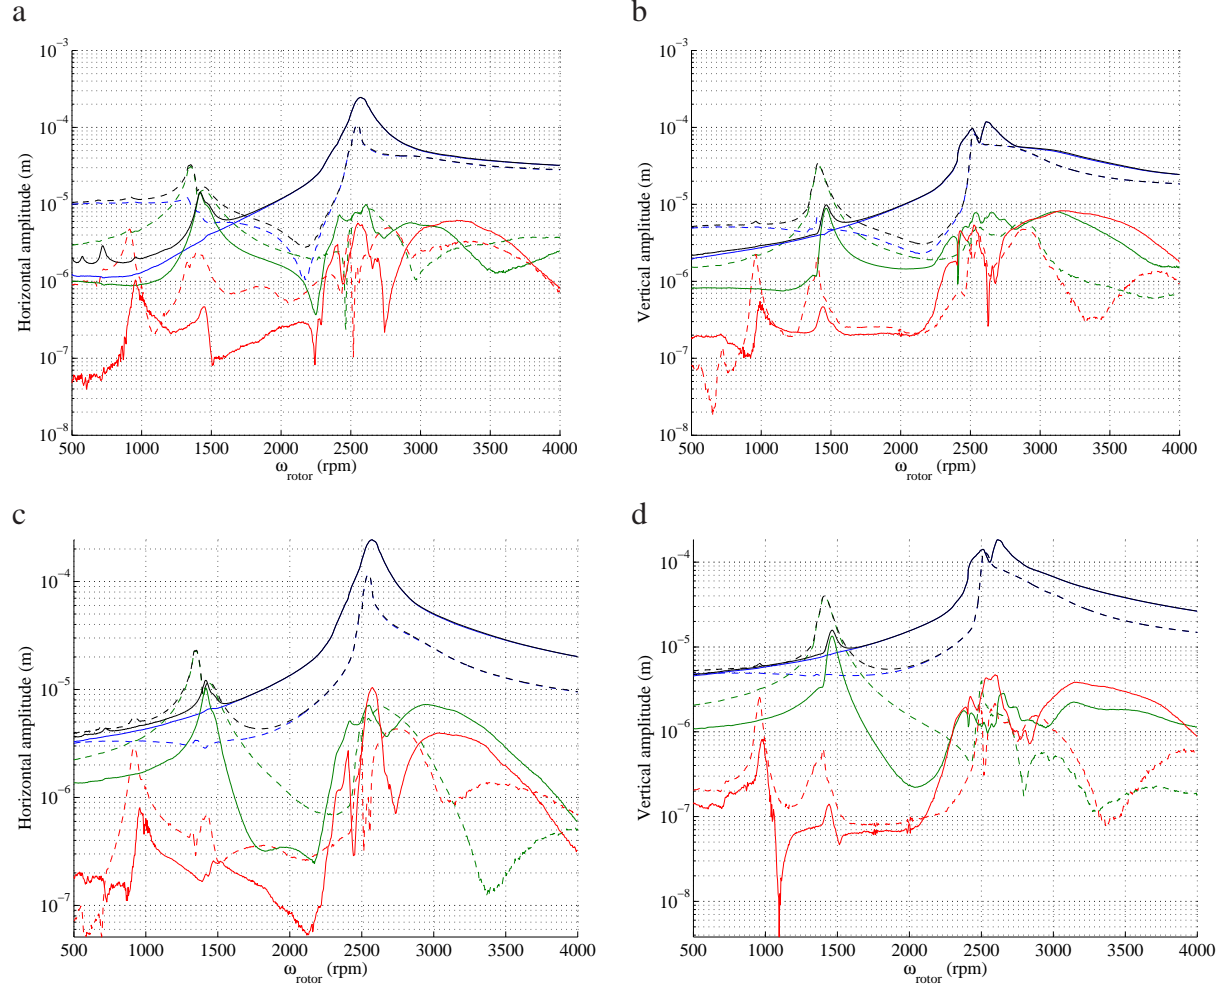 a
10⁻³
10⁻⁴
10⁻⁵
10⁻⁶
10⁻⁷
10⁻⁸
Horizontal amplitude (m)
500 1000 1500 2000 2500 3000 3500 4000
ω_rotor (rpm)
b
10⁻³
10⁻⁴
10⁻⁵
10⁻⁶
10⁻⁷
10⁻⁸
Vertical amplitude (m)
500 1000 1500 2000 2500 3000 3500 4000
ω_rotor (rpm)
c
10⁻⁴
10⁻⁵
10⁻⁶
10⁻⁷
Horizontal amplitude (m)
500 1000 1500 2000 2500 3000 3500 4000
ω_rotor (rpm)
d
10⁻⁴
10⁻⁵
10⁻⁶
10⁻⁷
10⁻⁸
Vertical amplitude (m)
500 1000 1500 2000 2500 3000 3500 4000
ω_rotor (rpm)